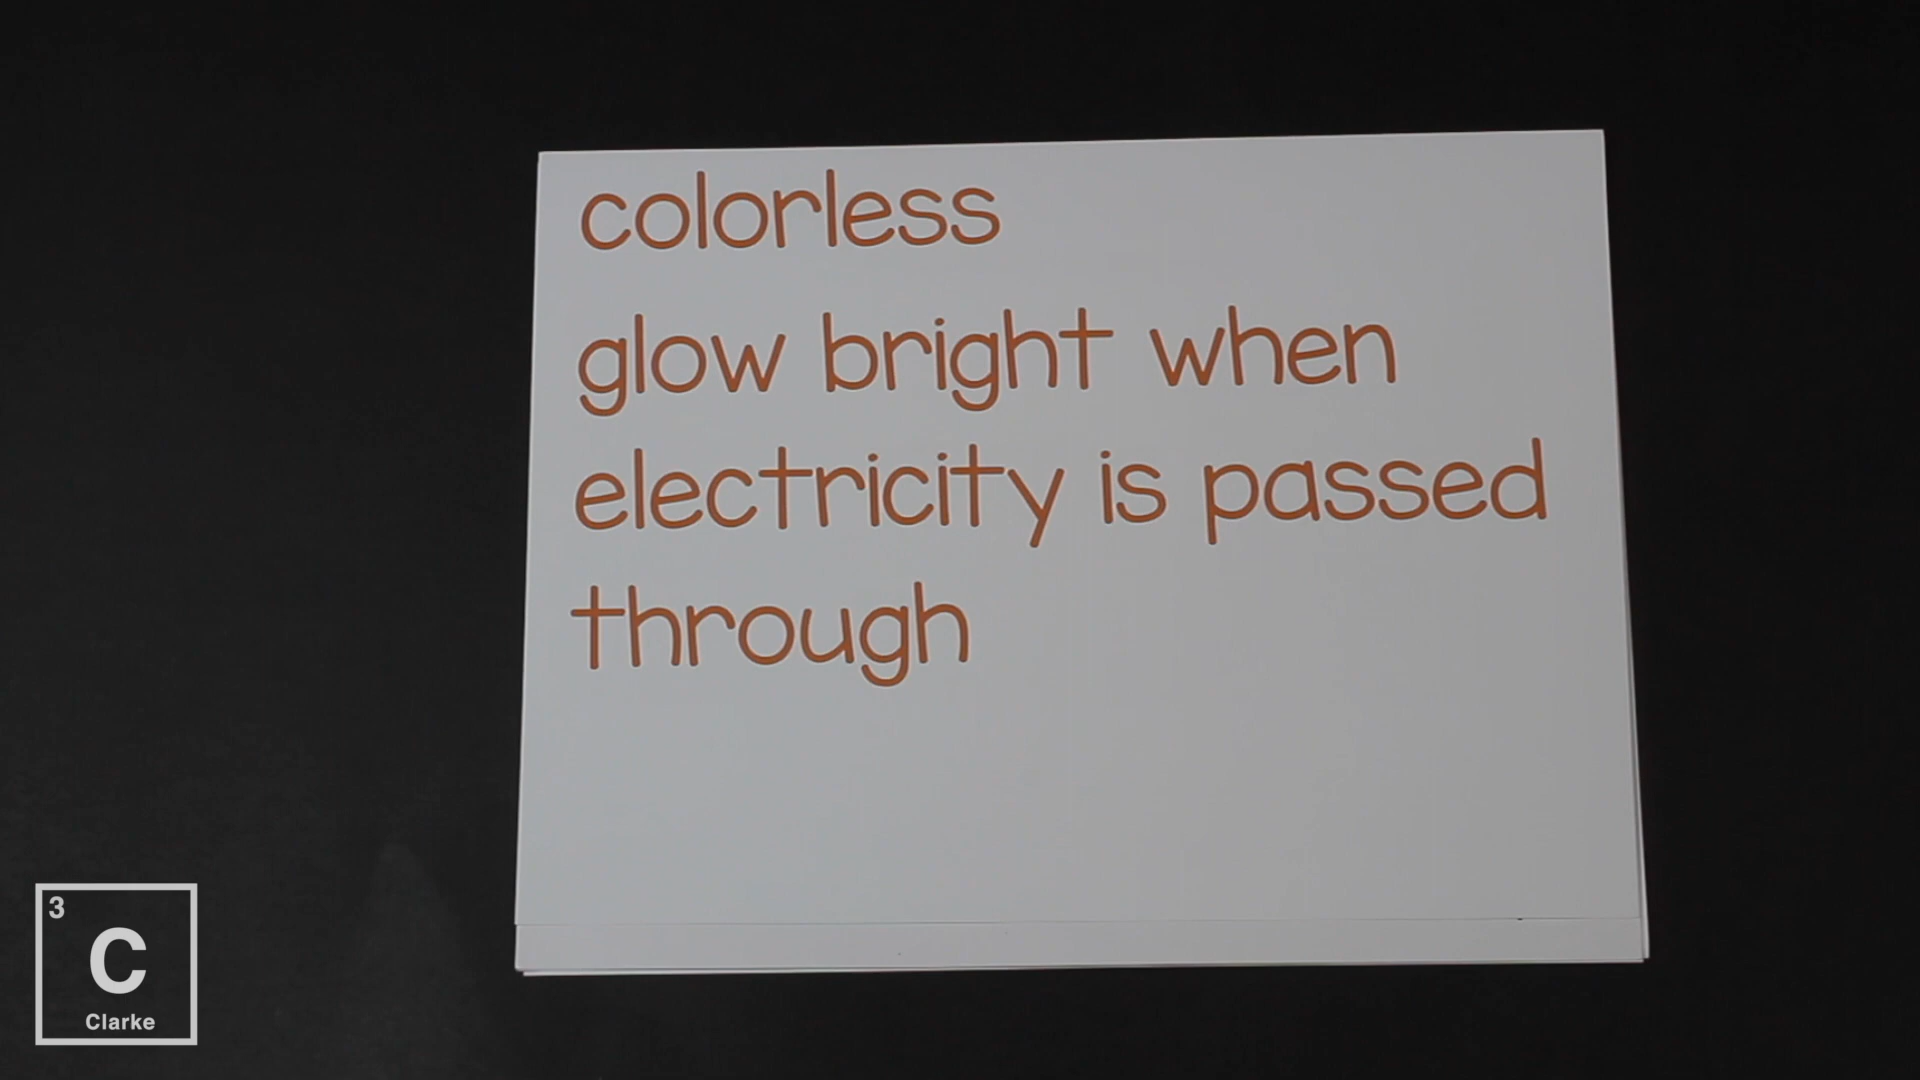 colorless
glow bright when
electricity is passed
through
3
C
Clarke